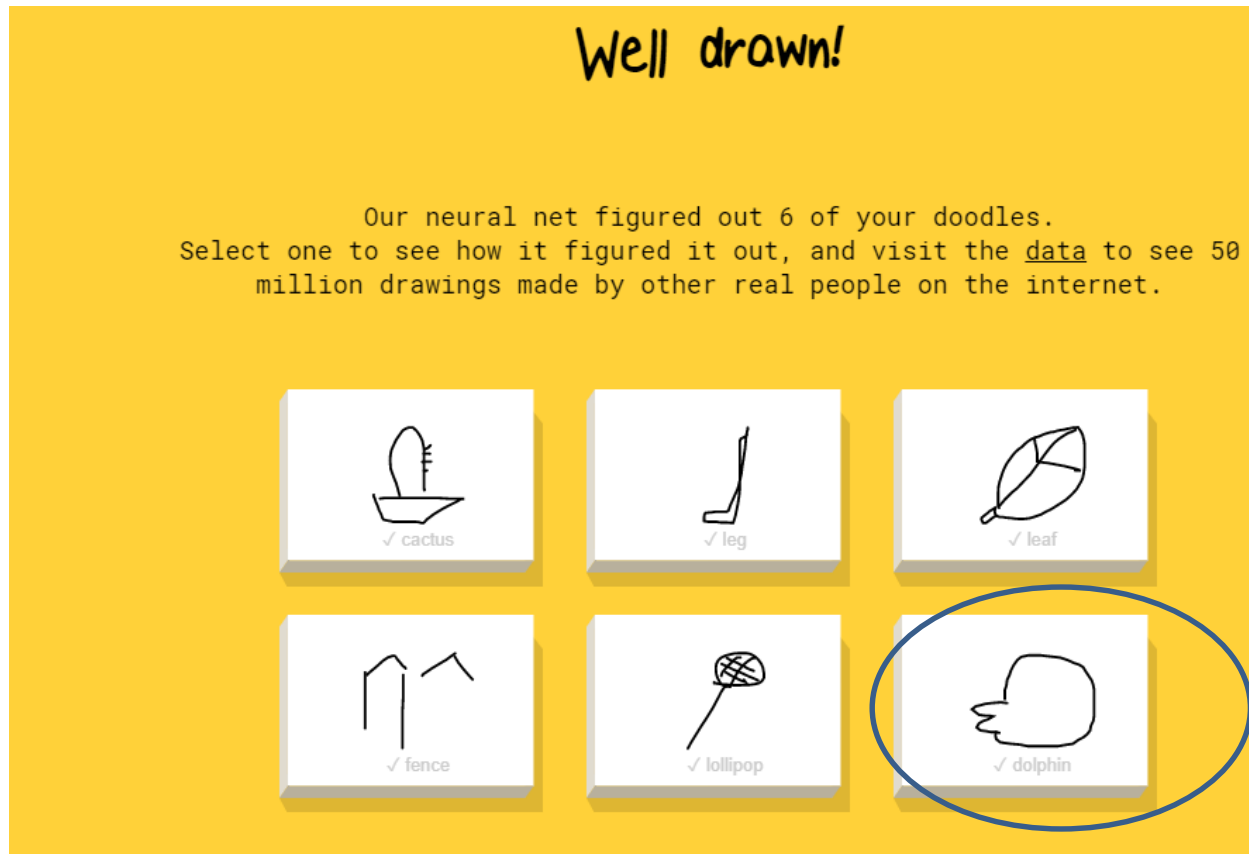 Well drawn!
Our neural net figured out 6 of your doodles.
Select one to see how it figured it out, and visit the data to see 50
million drawings made by other real people on the internet.
✓ cactus
✓ leg
✓ leaf
✓ fence
✓ lollipop
✓ dolphin